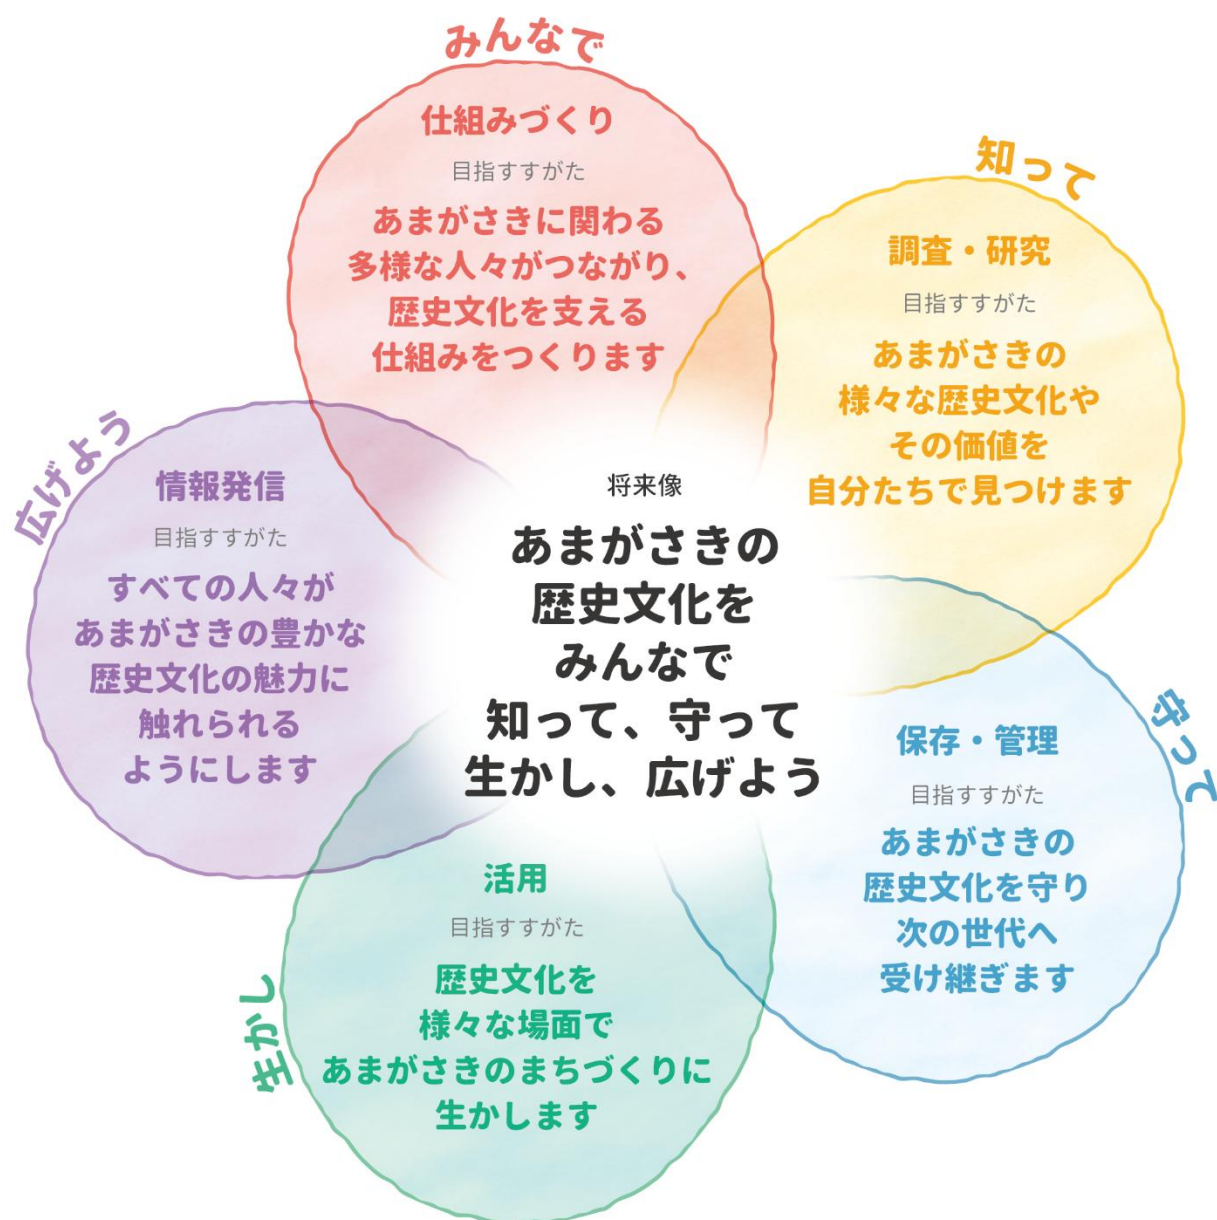 みんなで
仕組みづくり
目指すすがた
あまがさきに関わる
多様な人々がつながり、
歴史文化を支える
仕組みをつくります
知って
調査・研究
目指すすがた
あまがさきの
様々な歴史文化や
その価値を
自分たちで見つけます
広げよう
情報発信
目指すすがた
すべての人々が
あまがさきの豊かな
歴史文化の魅力に
触れられる
ようにします
将来像
あまがさきの
歴史文化を
みんなで
知って、守って
生かし、広げよう
守って
保存・管理
目指すすがた
あまがさきの
歴史文化を守り
次の世代へ
受け継ぎます
生かし
活用
目指すすがた
歴史文化を
様々な場面で
あまがさきのまちづくりに
生かします